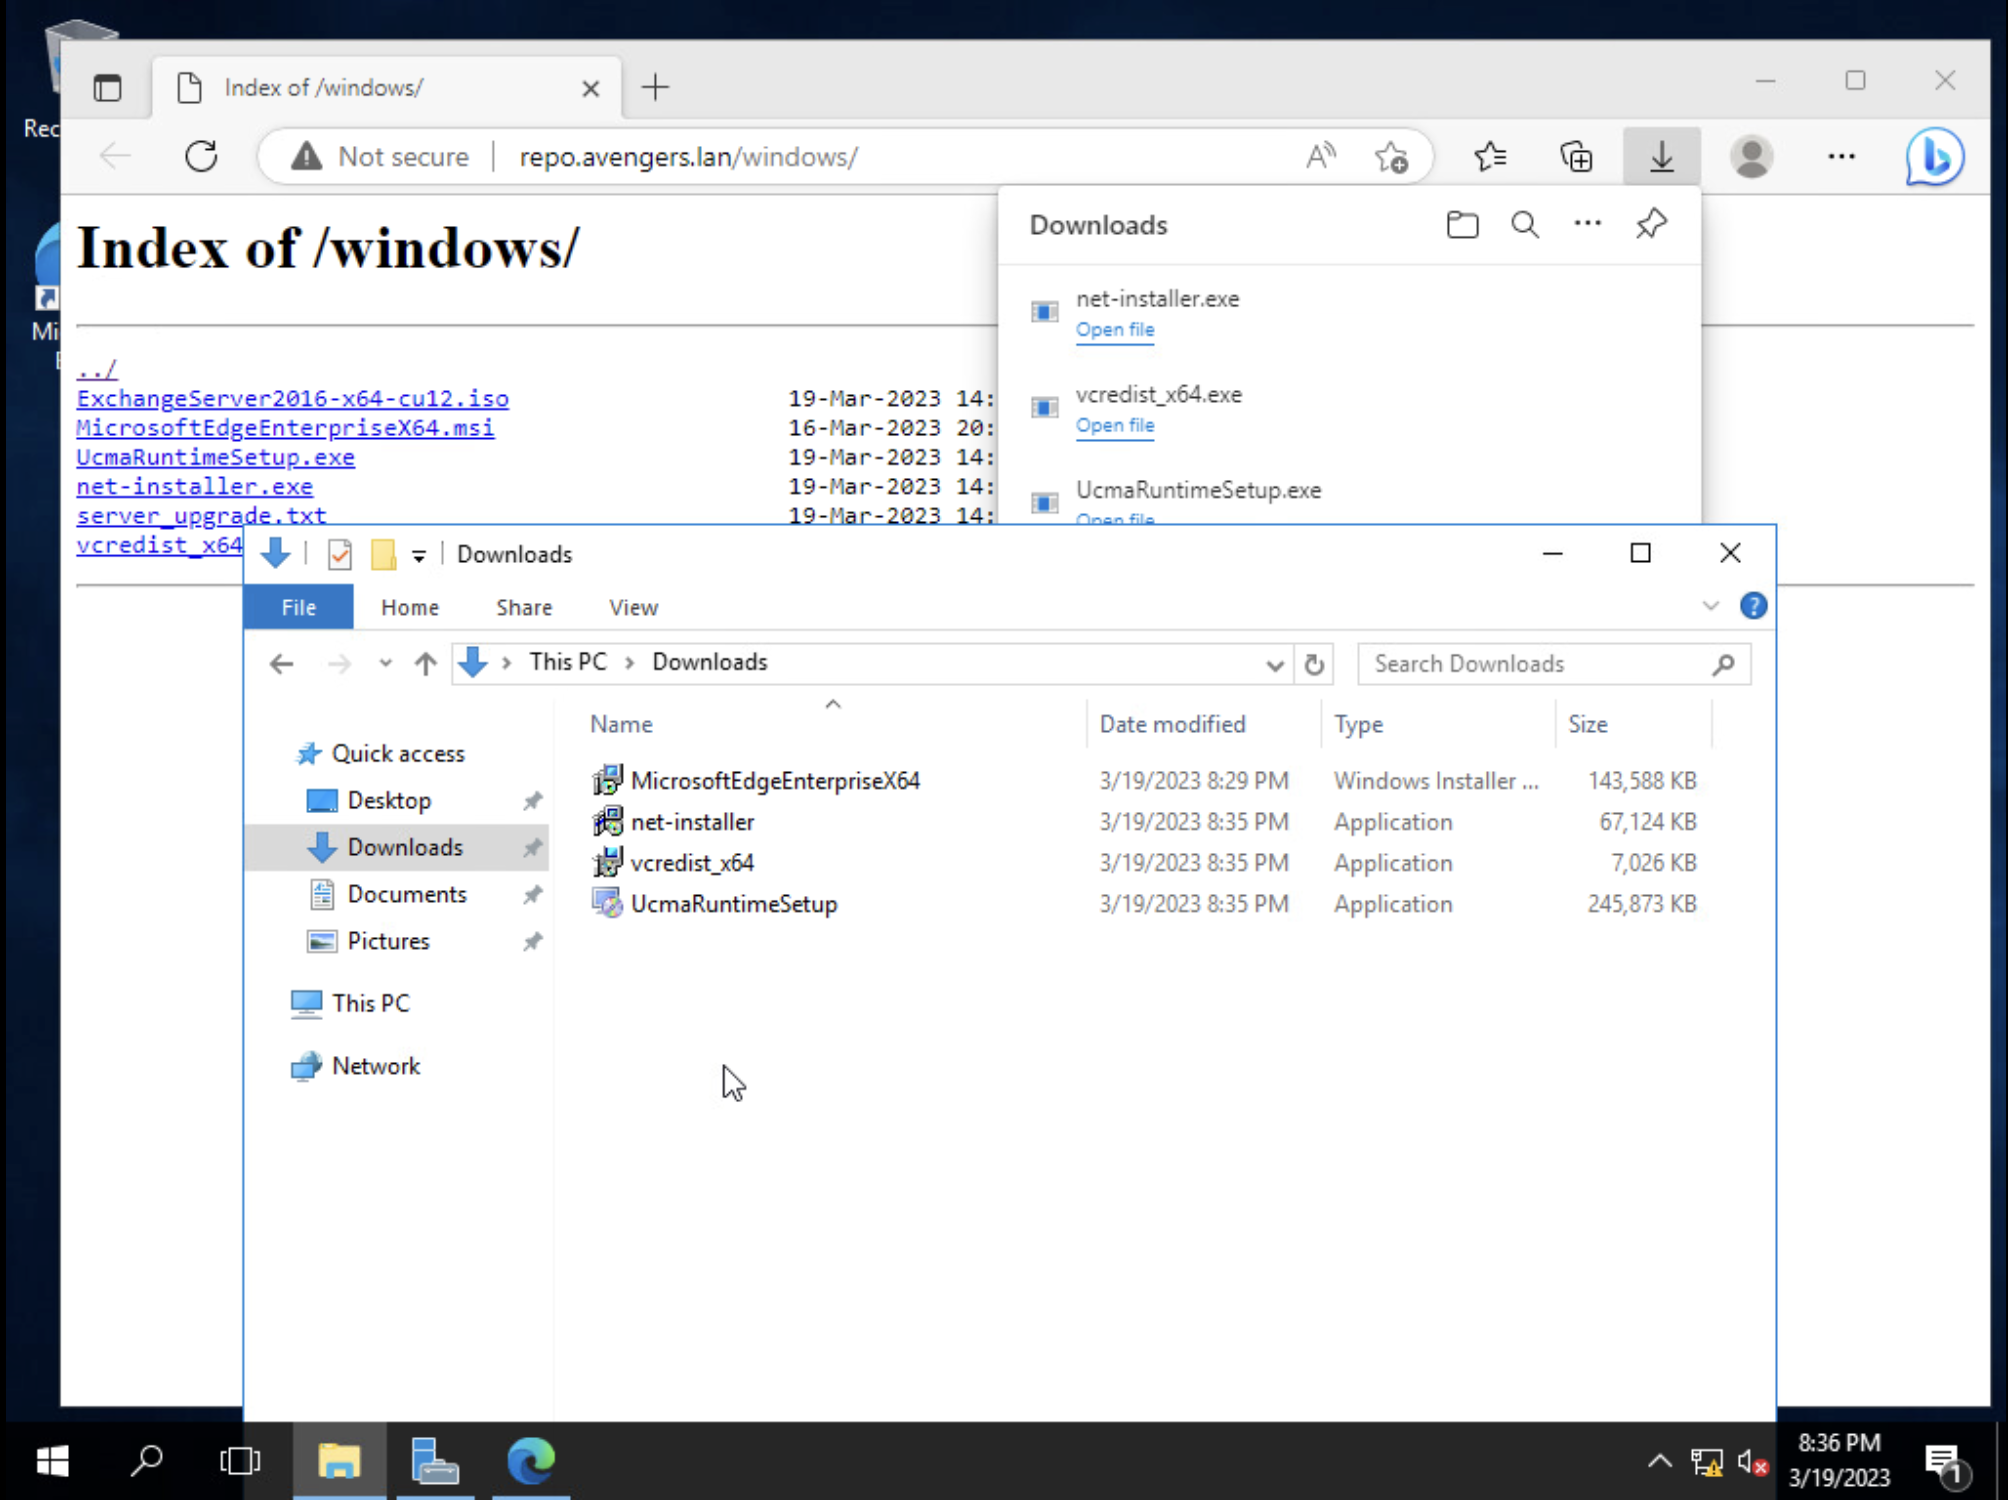 Rec
Mi
E
Index of /windows/
Not secure
repo.avengers.lan/windows/
Index of /windows/
../
ExchangeServer2016-x64-cu12.iso 19-Mar-2023 14:
MicrosoftEdgeEnterpriseX64.msi 16-Mar-2023 20:
UcmaRuntimeSetup.exe 19-Mar-2023 14:
net-installer.exe 19-Mar-2023 14:
server_upgrade.txt 19-Mar-2023 14:
vcredist_x64
Downloads
net-installer.exe
Open file
vcredist_x64.exe
Open file
UcmaRuntimeSetup.exe
Open file
Downloads
File Home Share View
This PC > Downloads
Search Downloads
Quick access
Desktop
Downloads
Documents
Pictures
This PC
Network
Name Date modified Type Size
MicrosoftEdgeEnterpriseX64 3/19/2023 8:29 PM Windows Installer ... 143,588 KB
net-installer 3/19/2023 8:35 PM Application 67,124 KB
vcredist_x64 3/19/2023 8:35 PM Application 7,026 KB
UcmaRuntimeSetup 3/19/2023 8:35 PM Application 245,873 KB
8:36 PM
3/19/2023
1